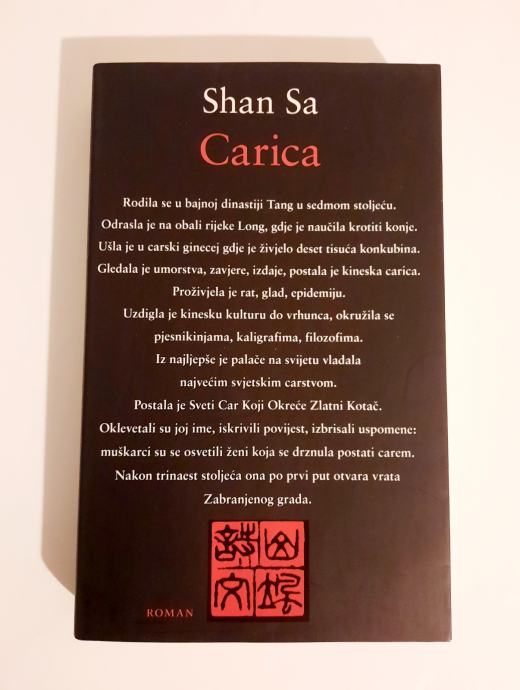 Shan Sa
Carica
Rodila se u bajnoj dinastiji Tang u sedmom stoljeću.
Odrasla je na obali rijeke Long, gdje je naučila krotiti konje.
Ušla je u carski ginecej gdje je živjelo deset tisuća konkubina.
Gledala je umorstva, zavjere, izdaje, postala je kineska carica.
Proživjela je rat, glad, epidemiju.
Uzdigla je kinesku kulturu do vrhunca, okružila se
pjesnikinjama, kaligrafima, filozofima.
Iz najljepše je palače na svijetu vladala
najvećim svjetskim carstvom.
Postala je Sveti Car Koji Okreće Zlatni Kotač.
Oklevetali su joj ime, iskrivili povijest, izbrisali uspomene:
muškarci su se osvetili ženi koja se drznula postati carem.
Nakon trinaest stoljeća ona po prvi put otvara vrata
Zabranjenog grada.
ROMAN